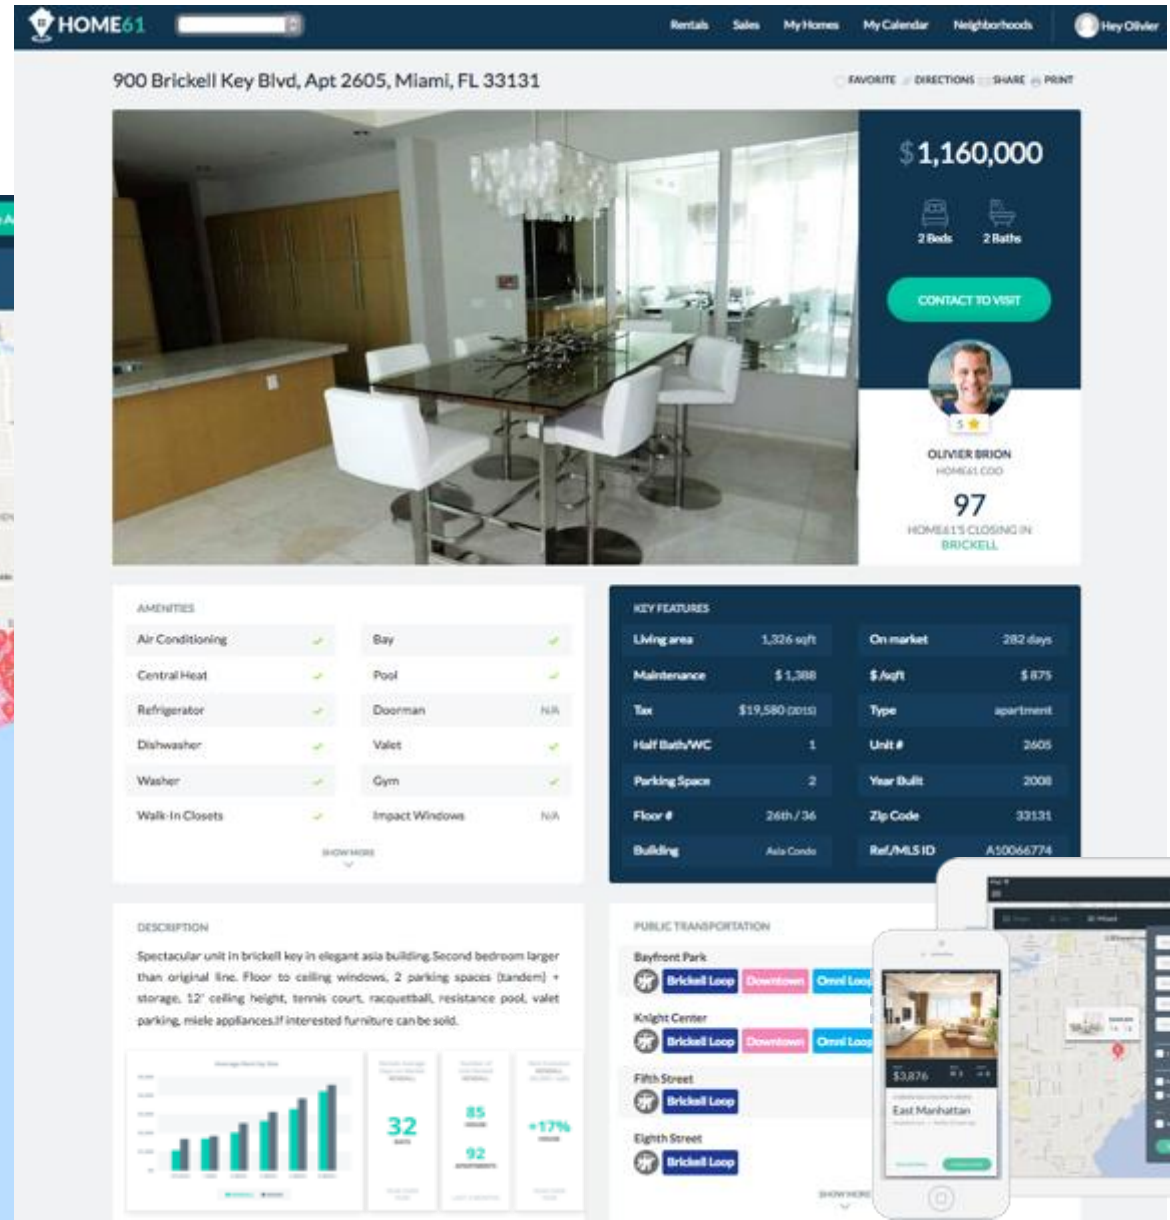 HOME61
Rentals Sales My Homes My Calendar Neighborhoods Hey Olivier
900 Brickell Key Blvd, Apt 2605, Miami, FL 33131
FAVORITE DIRECTIONS SHARE PRINT
$1,160,000
2 Beds 2 Baths
CONTACT TO VISIT
5
OLIVIER BRION
HOME61 COO
97
HOME61'S CLOSING IN
BRICKELL
AMENITIES
Air Conditioning Bay
Central Heat Pool
Refrigerator Doorman N/A
Dishwasher Valet
Washer Gym
Walk-In Closets Impact Windows N/A
SHOW MORE
KEY FEATURES
Living area 1,326 sqft On market 282 days
Maintenance $1,388 $/sqft $875
Tax $19,580 (2015) Type apartment
Half Bath/WC 1 Unit # 2605
Parking Space 2 Year Built 2008
Floor # 26th / 36 Zip Code 33131
Building Asia Condo Ref./MLS ID A10066774
DESCRIPTION
Spectacular unit in brickell key in elegant asia building.Second bedroom larger
than original line. Floor to ceiling windows, 2 parking spaces (tandem) +
storage, 12' ceiling height, tennis court, racquetball, resistance pool, valet
parking, miele appliances.If interested furniture can be sold.
32
DAYS
85
HOUSE
92
APARTMENTS
+17%
PUBLIC TRANSPORTATION
Bayfront Park
Brickell Loop Downtown Omni Loop
Knight Center
Brickell Loop Downtown Omni Loop
Fifth Street
Brickell Loop
Eighth Street
Brickell Loop
SHOW MORE
$3,876
East Manhattan